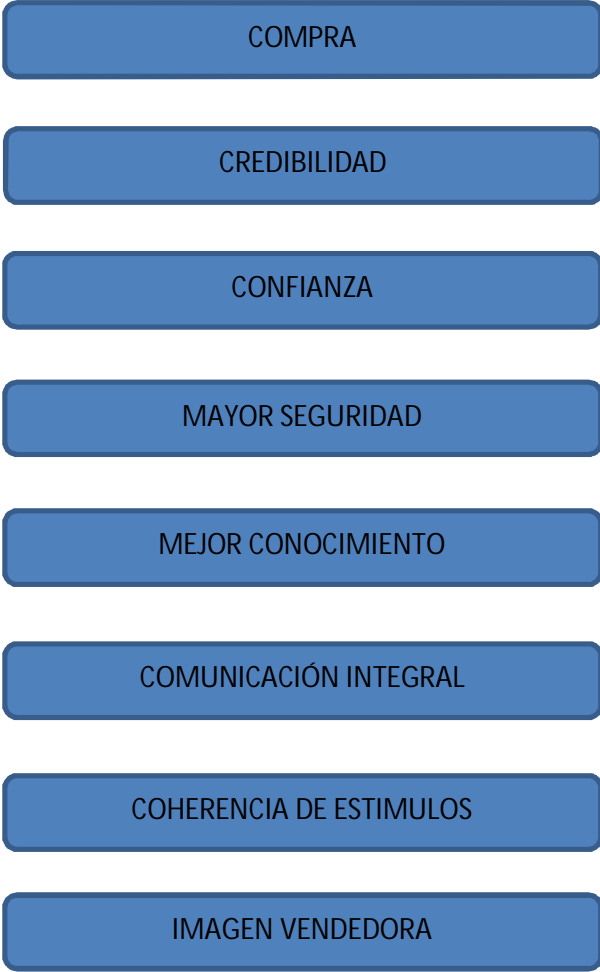 COMPRA
CREDIBILIDAD
CONFIANZA
MAYOR SEGURIDAD
MEJOR CONOCIMIENTO
COMUNICACIÓN INTEGRAL
COHERENCIA DE ESTIMULOS
IMAGEN VENDEDORA